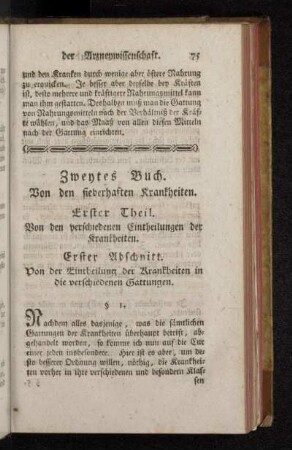 der Arzneywissenschaft. 75
und den Kranken durch wenige aber öftere Nahrung
zu erquicken. Je besser aber derselbe bey Kräften
ist, desto mehrere und kräftigere Nahrungsmittel kann
man ihm gestatten. Derhalben muß man die Gattung
von Nahrungsmitteln nach der Verhältniß der Kräf-
te wählen, und das Maaß von allen diesen Mitteln
nach der Gattung einrichten.
Zweytes Buch.
Von den fieberhaften Krankheiten.
Erster Theil.
Von den verschiedenen Eintheilungen der
Krankheiten.
Erster Abschnitt.
Von der Eintheilung der Krankheiten in
die verschiedenen Gattungen.
§ 1.
Nachdem alles dasjenige, was die sämtlichen
Gattungen der Krankheiten überhaupt betrift, ab-
gehandelt worden, so komme ich nun auf die Cur
einer jeden insbesondere. Hier ist es aber, um die-
sto besserer Ordnung willen, nöthig, die Krankhei-
ten vorher in ihre verschiedenen und besondern Klas-
sen